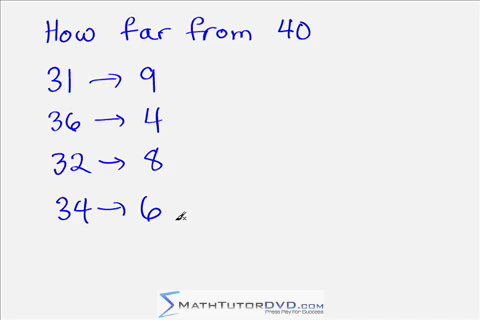 How far from 40
31 → 9
36 → 4
32 → 8
34 → 6
MATHTUTORDVD.COM
Press Play For Success